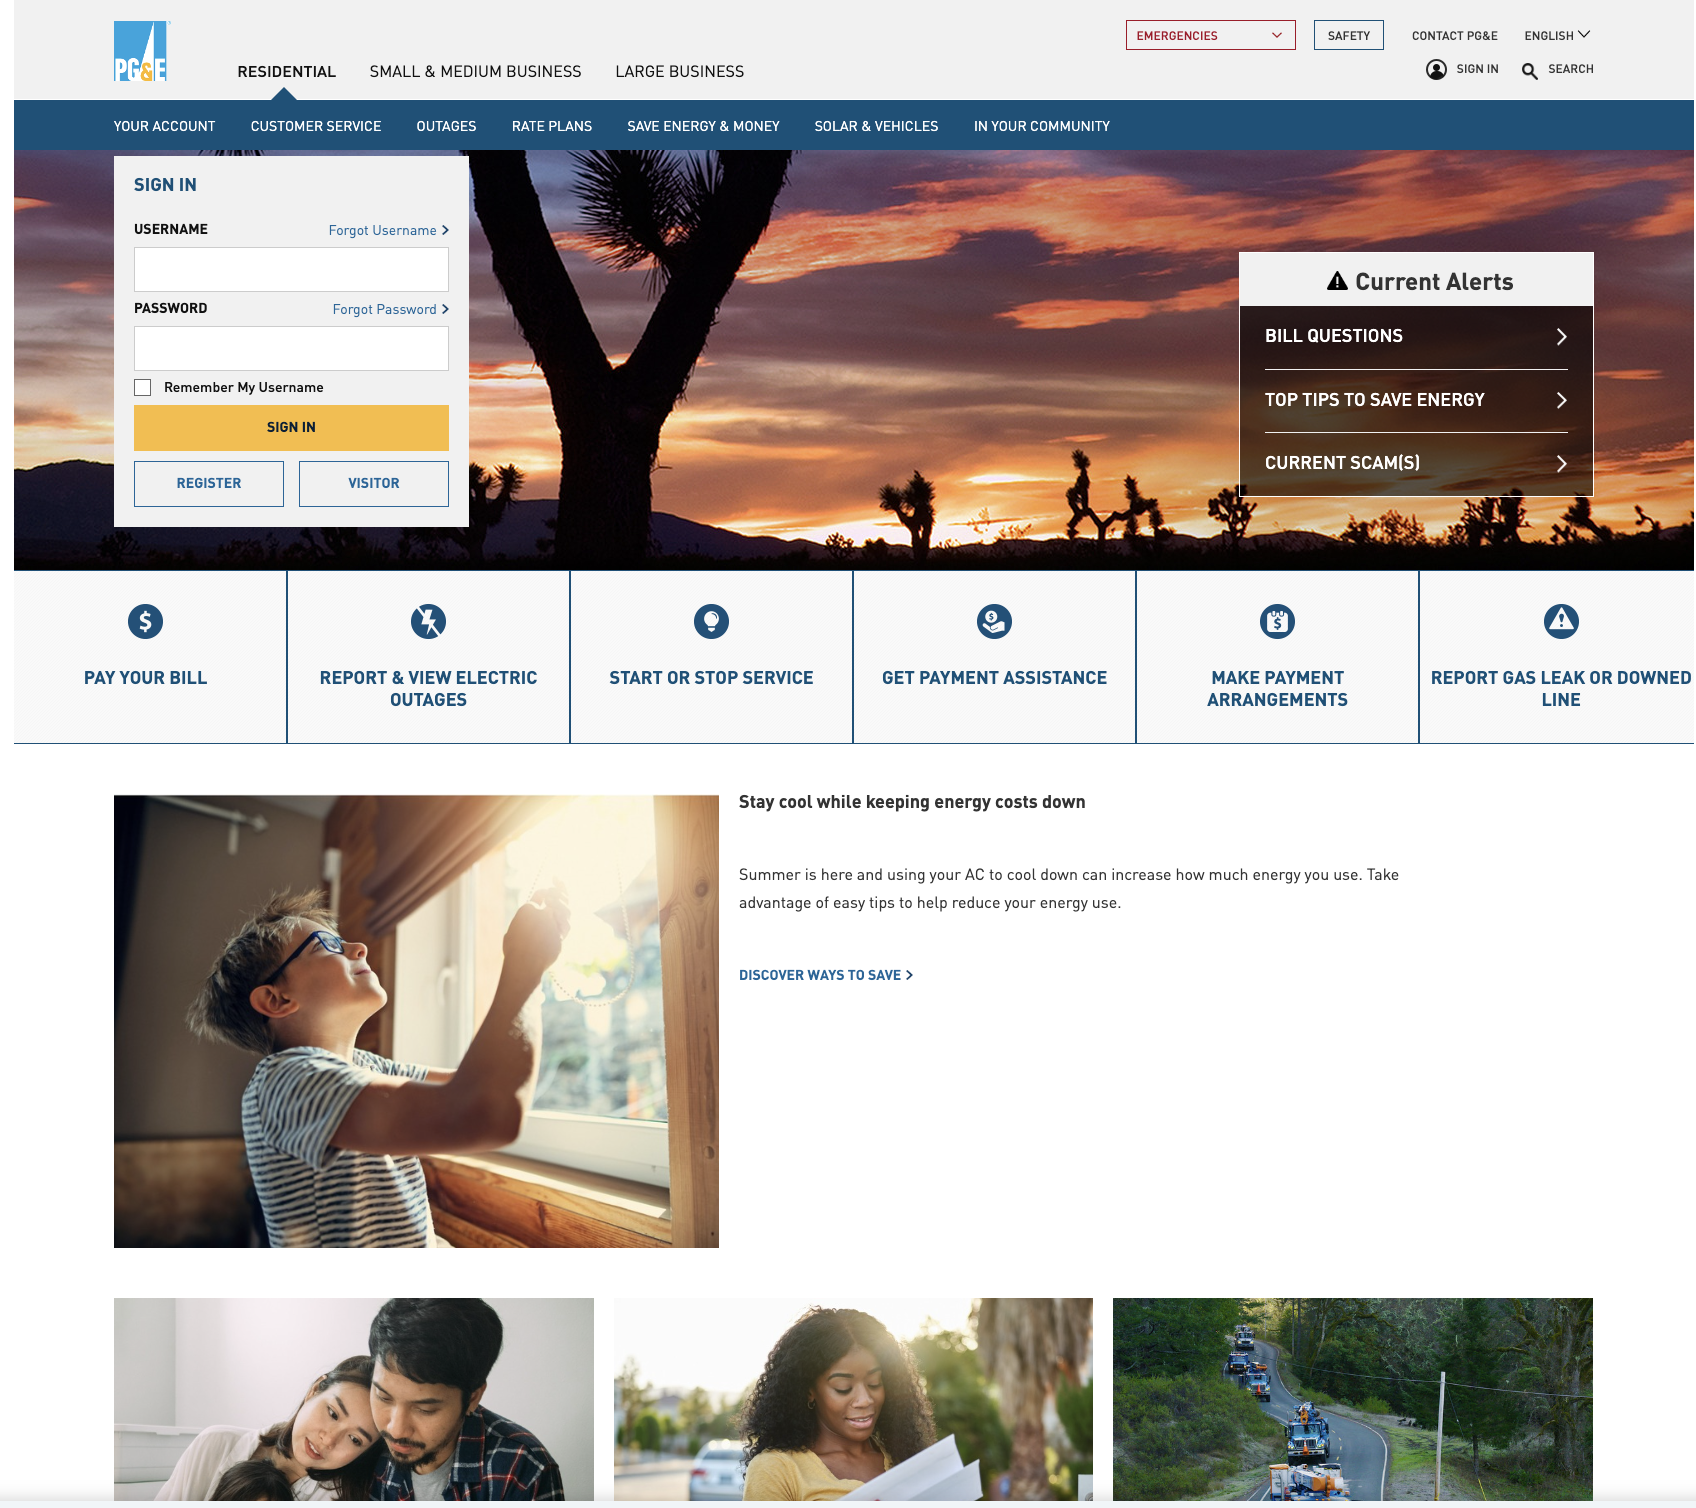 PG&E
EMERGENCIES
SAFETY
CONTACT PG&E
ENGLISH
SIGN IN
SEARCH
RESIDENTIAL
SMALL & MEDIUM BUSINESS
LARGE BUSINESS
YOUR ACCOUNT
CUSTOMER SERVICE
OUTAGES
RATE PLANS
SAVE ENERGY & MONEY
SOLAR & VEHICLES
IN YOUR COMMUNITY
SIGN IN
USERNAME
Forgot Username
PASSWORD
Forgot Password
Remember My Username
SIGN IN
REGISTER
VISITOR
Current Alerts
BILL QUESTIONS
TOP TIPS TO SAVE ENERGY
CURRENT SCAM(S)
PAY YOUR BILL
REPORT & VIEW ELECTRIC
OUTAGES
START OR STOP SERVICE
GET PAYMENT ASSISTANCE
MAKE PAYMENT
ARRANGEMENTS
REPORT GAS LEAK OR DOWNED
LINE
Stay cool while keeping energy costs down
Summer is here and using your AC to cool down can increase how much energy you use. Take
advantage of easy tips to help reduce your energy use.
DISCOVER WAYS TO SAVE